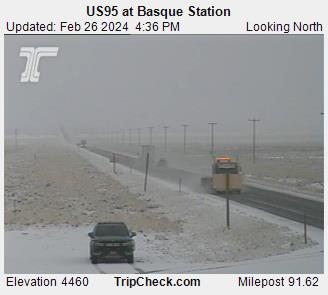 US95 at Basque Station
Updated: Feb 26 2024 4:36 PM Looking North
Elevation 4460 TripCheck.com Milepost 91.62